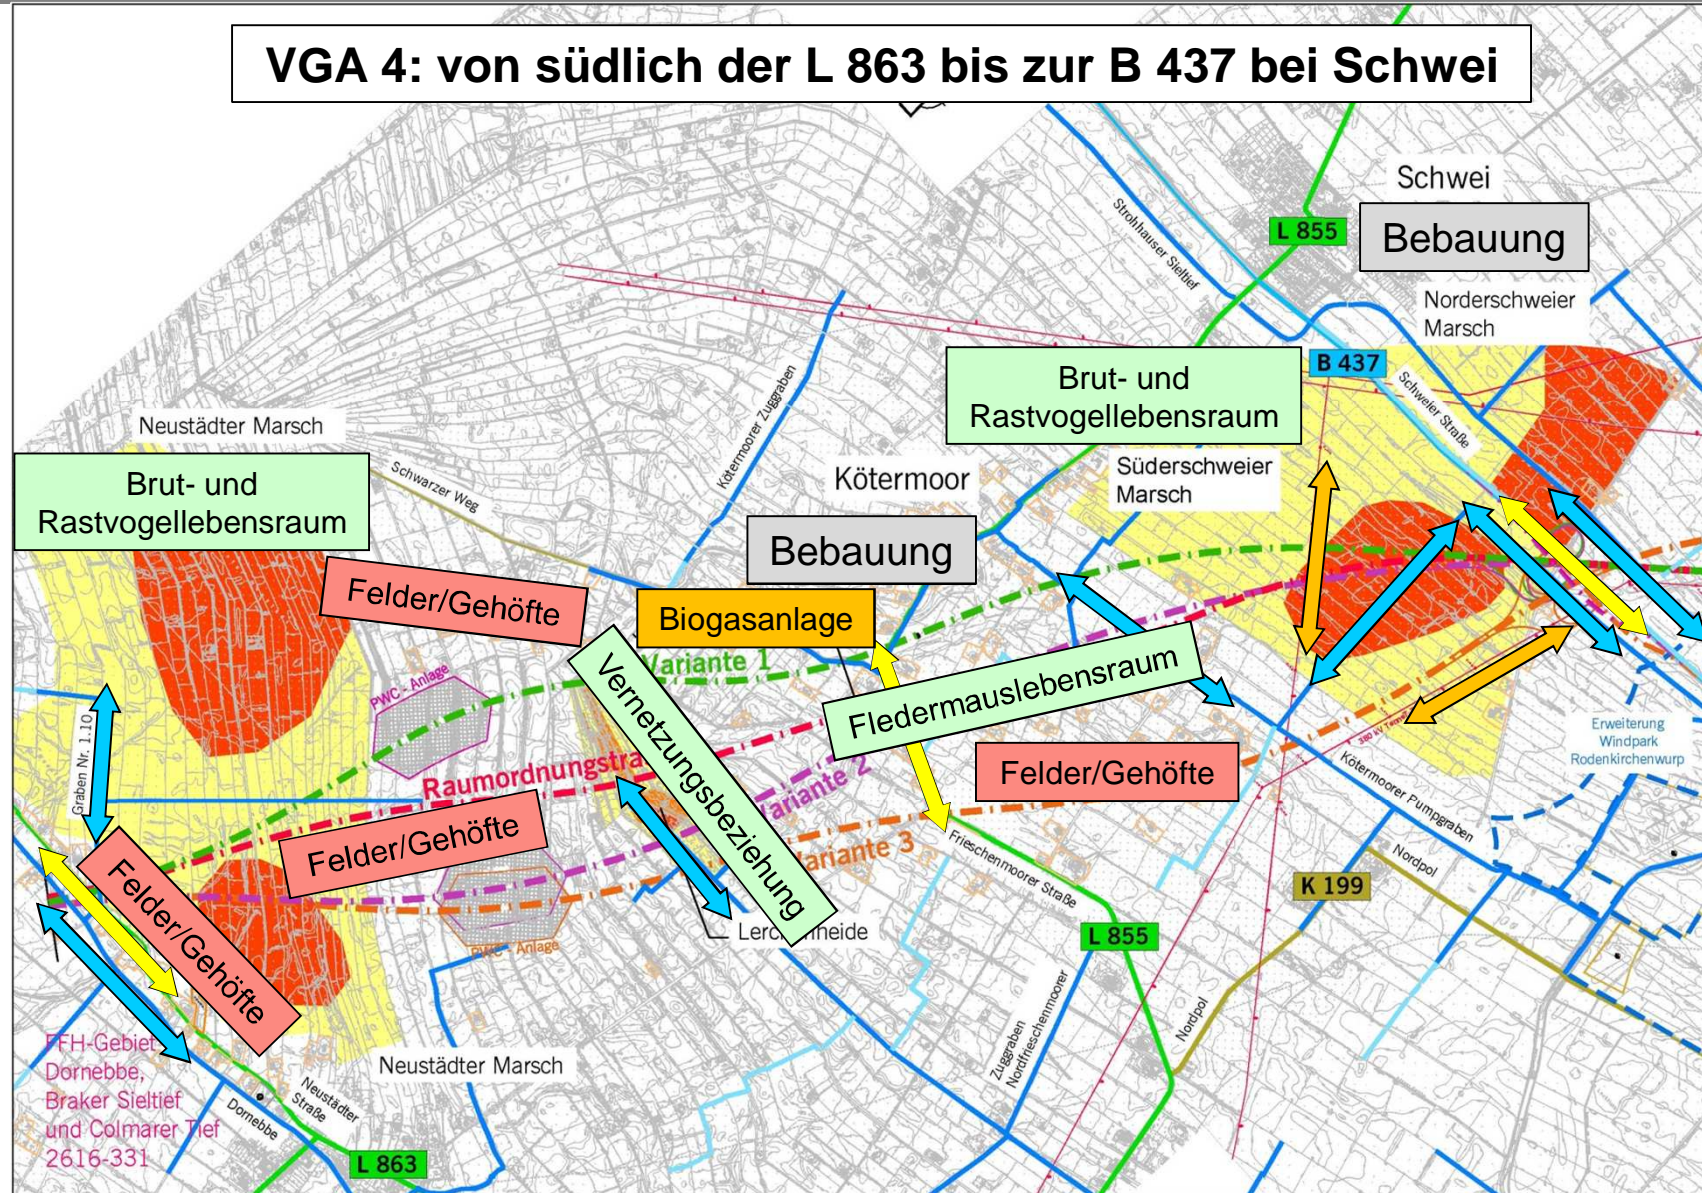 VGA 4: von südlich der L 863 bis zur B 437 bei Schwei
Schwei
L 855
Bebauung
Strohhauser Sieltief
Norderschweier
Marsch
B 437
Schweier Straße
Brut- und
Rastvogellebensraum
Neustädter Marsch
Brut- und
Rastvogellebensraum
Schwarzer Weg
Kötermoorer Zuggraben
Kötermoor
Süderschweier
Marsch
Bebauung
Felder/Gehöfte
Biogasanlage
Variante 1
Vernetzungsbeziehung
Fledermauslebensraum
PWC - Anlage
Graben Nr. 1.10
Raumordnungstra
Variante 2
Felder/Gehöfte
380 kV
Erweiterung
Windpark
Rodenkirchenwurp
Kötermoorer Pumpgraben
Felder/Gehöfte
Variante 3
Frieschenmoorer Straße
Nordpol
K 199
Felder/Gehöfte
PWC - Anlage
Lerchenheide
L 855
Nordpol
Zuggraben
Nordfrieschenmoorer
FFH-Gebiet
Dornebbe,
Braker Sieltief
und Colmarer Tief
2616-331
Neustädter Marsch
Neustädter
Straße
Dornebbe
L 863